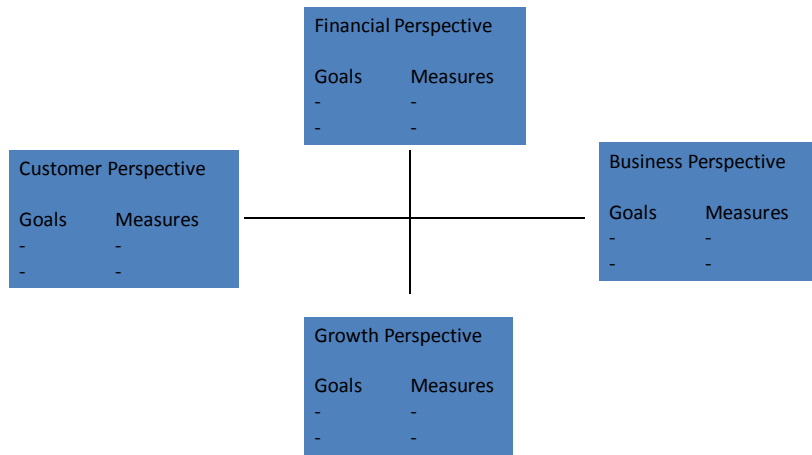 Financial Perspective
Goals Measures
- -
- -
Customer Perspective
Goals Measures
- -
- -
Business Perspective
Goals Measures
- -
- -
Growth Perspective
Goals Measures
- -
- -